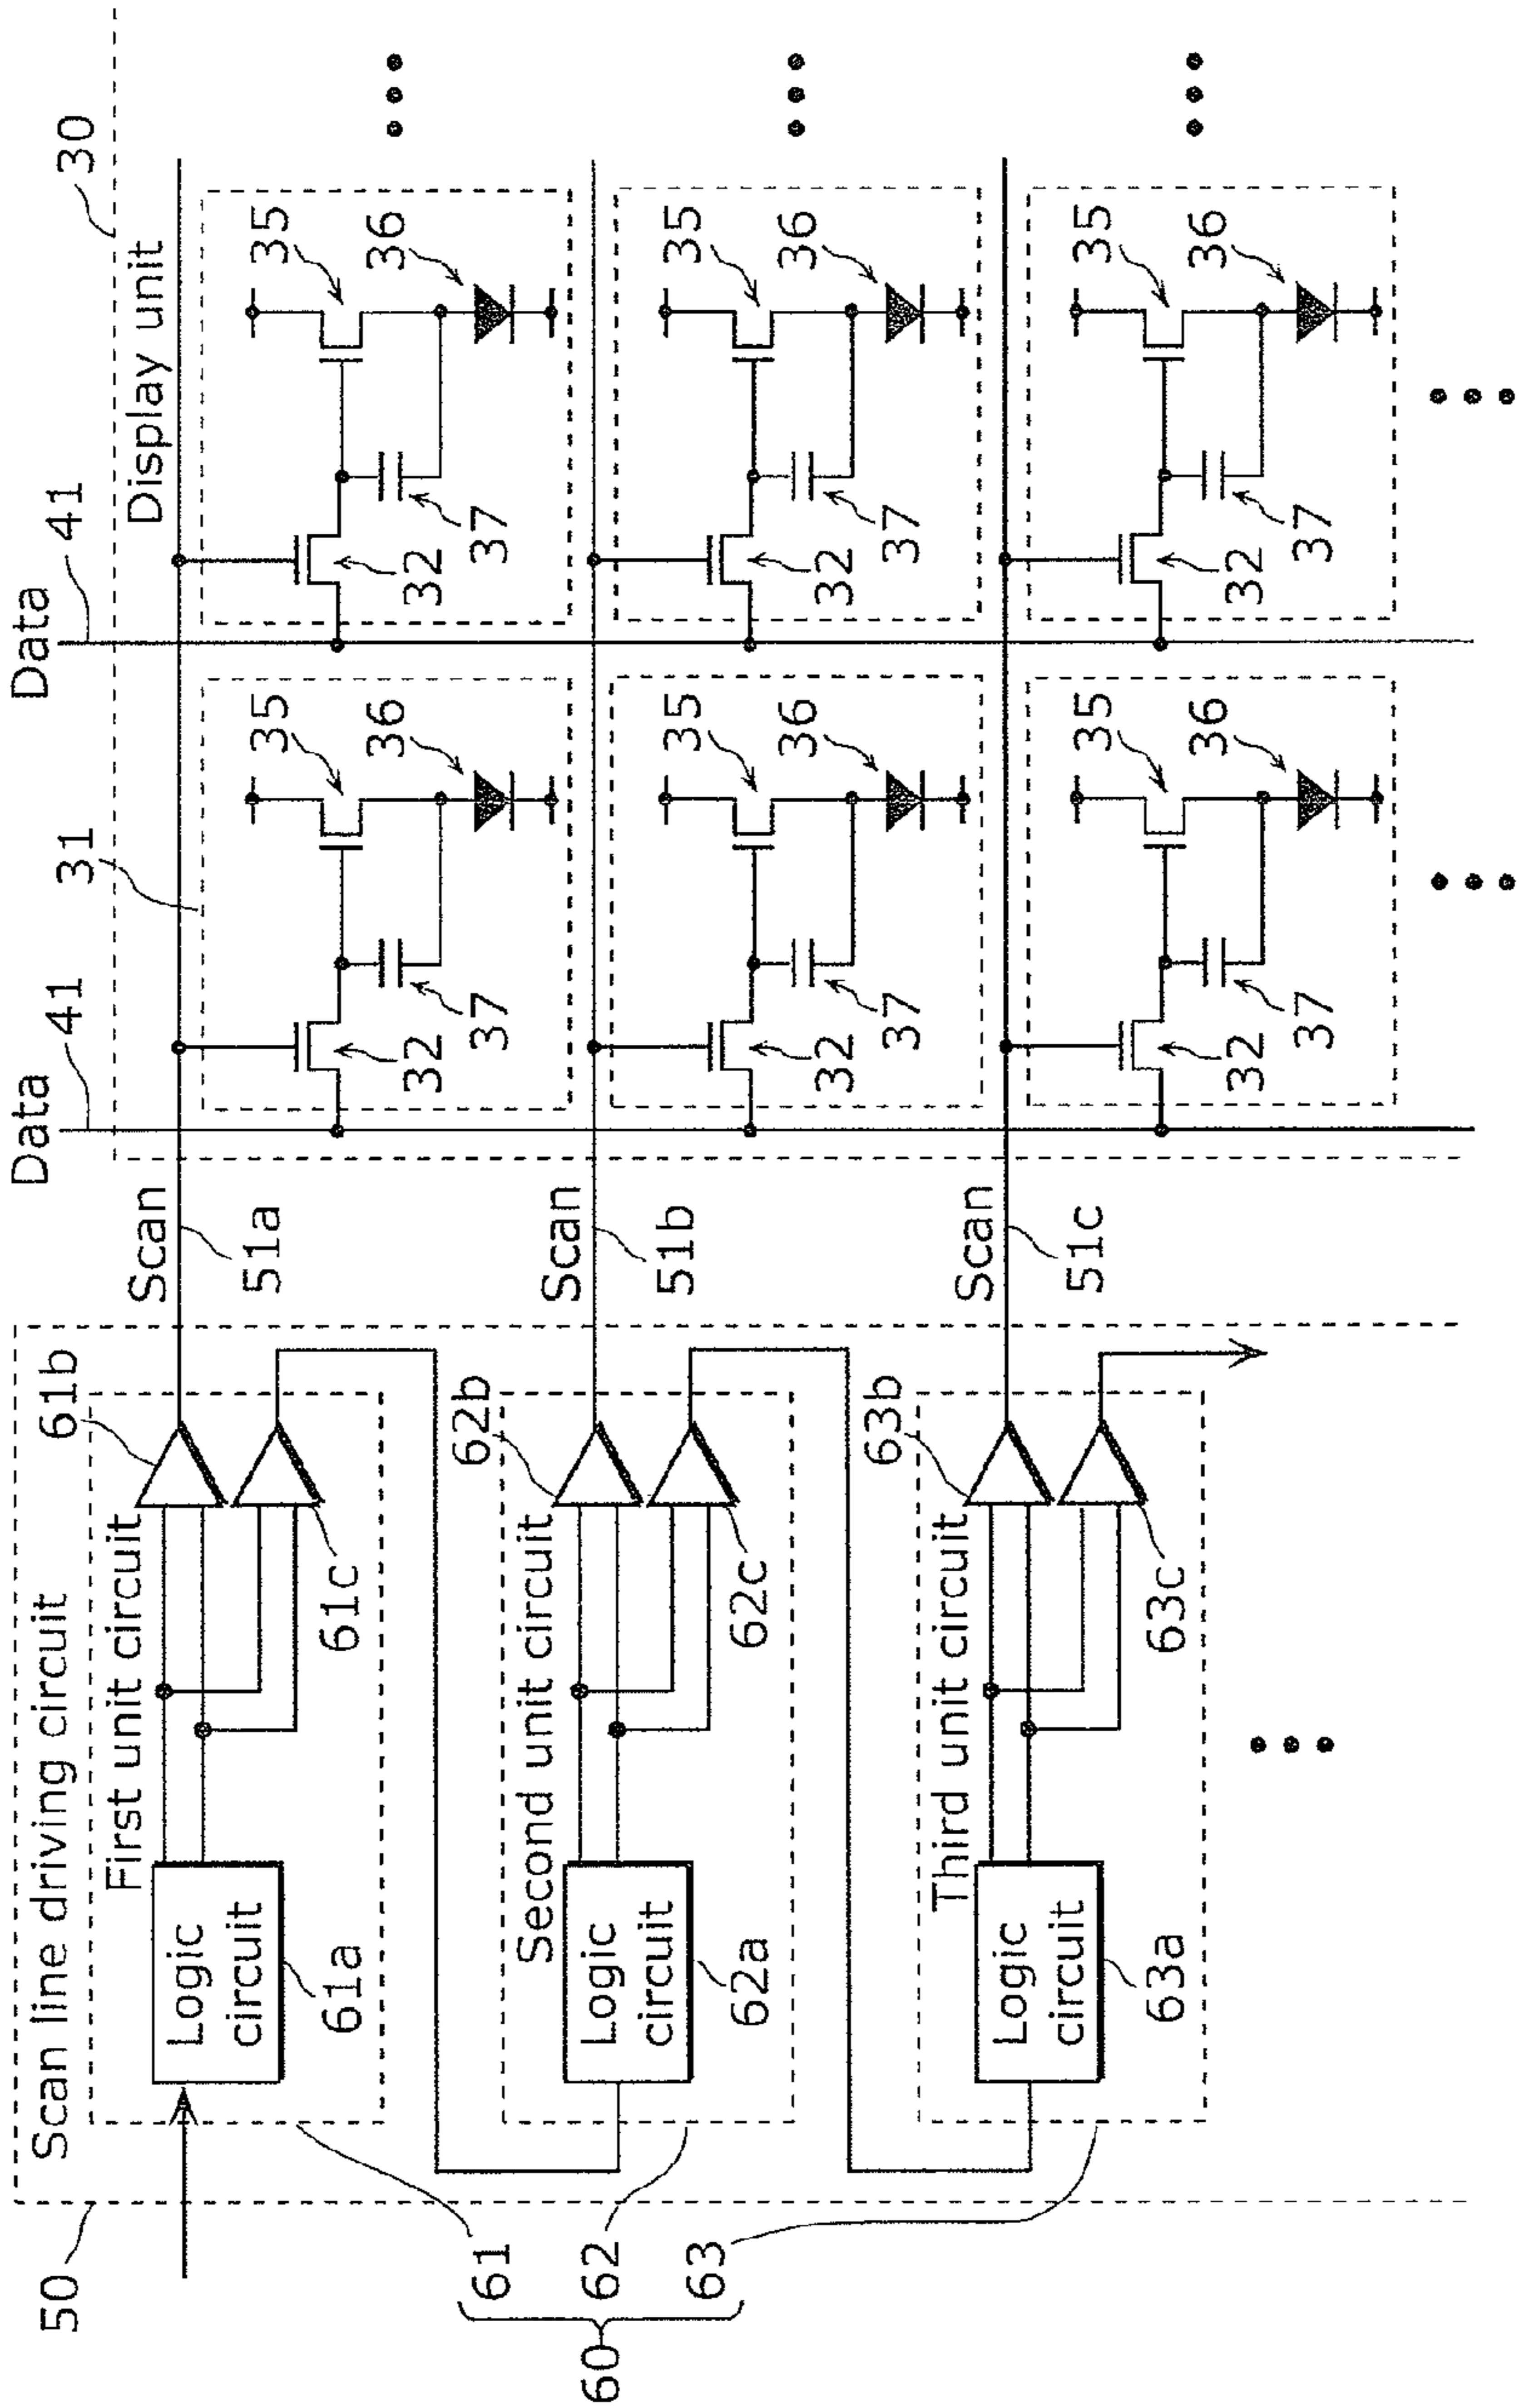 50
Scan line driving circuit
First unit circuit
61b
Logic
circuit
61a
61c
Scan
51a
Second unit circuit
62b
Logic
circuit
62a
62c
Scan
51b
Third unit circuit
63b
Logic
circuit
63a
63c
Scan
51c
61
62
63
60
Data
41
Data
41
30
Display unit
31
35
36
37
32
35
36
37
32
35
36
37
32
35
36
37
32
35
36
37
32
35
36
37
32